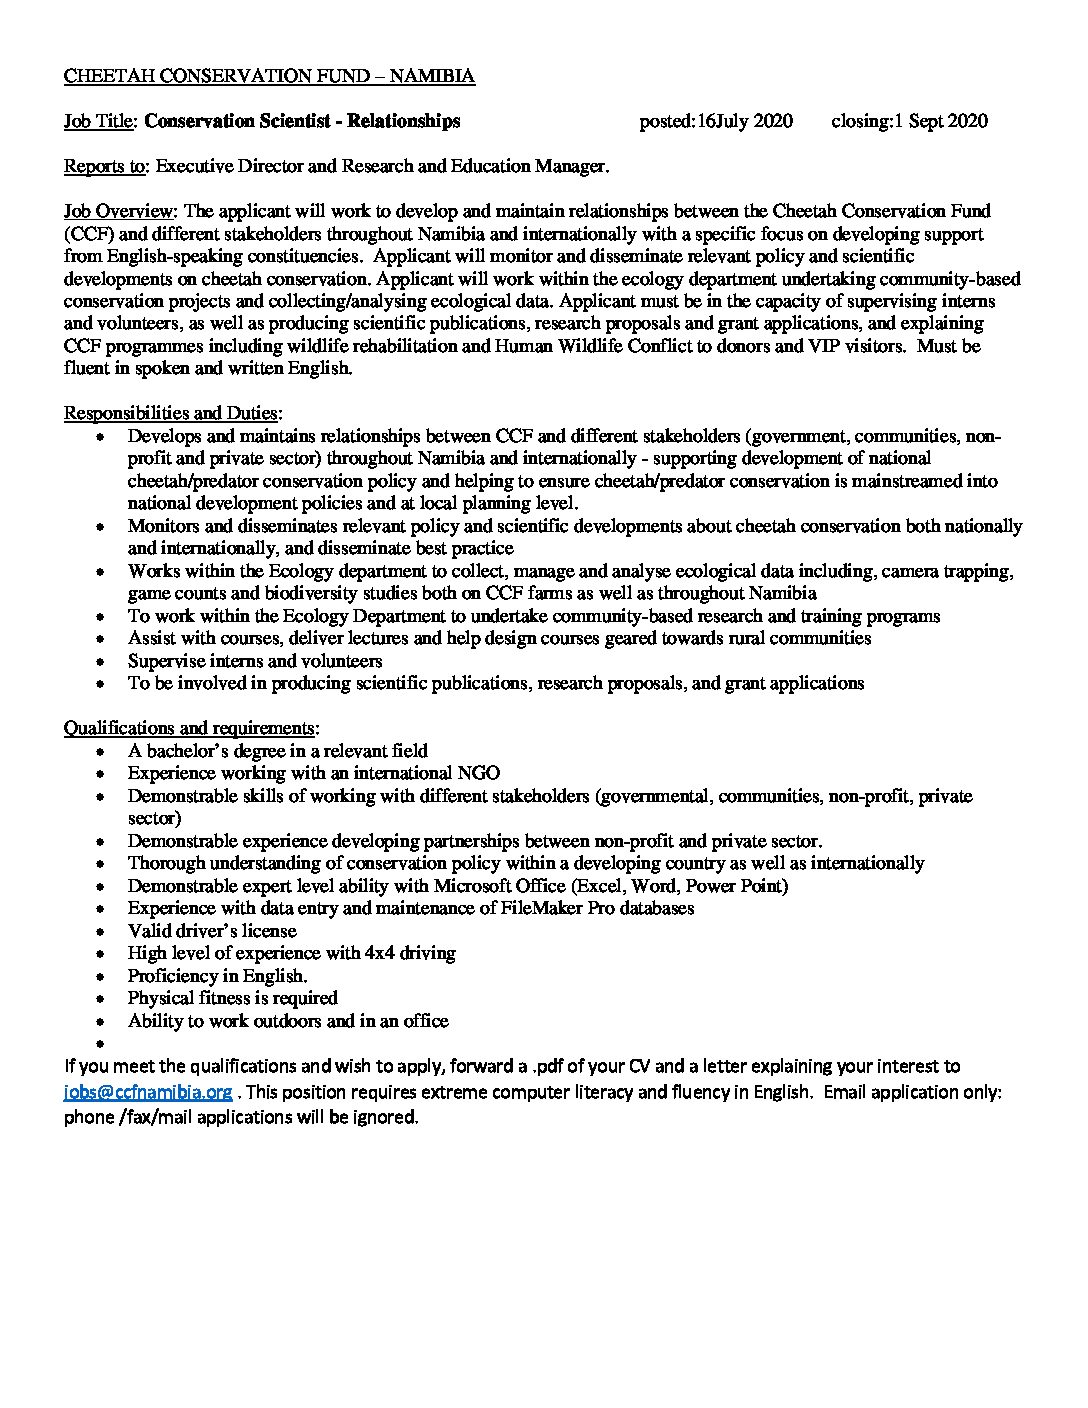 CHEETAH CONSERVATION FUND – NAMIBIA
Job Title: Conservation Scientist - Relationships posted:16July 2020 closing:1 Sept 2020
Reports to: Executive Director and Research and Education Manager.
Job Overview: The applicant will work to develop and maintain relationships between the Cheetah Conservation Fund
(CCF) and different stakeholders throughout Namibia and internationally with a specific focus on developing support
from English-speaking constituencies. Applicant will monitor and disseminate relevant policy and scientific
developments on cheetah conservation. Applicant will work within the ecology department undertaking community-based
conservation projects and collecting/analysing ecological data. Applicant must be in the capacity of supervising interns
and volunteers, as well as producing scientific publications, research proposals and grant applications, and explaining
CCF programmes including wildlife rehabilitation and Human Wildlife Conflict to donors and VIP visitors. Must be
fluent in spoken and written English.
Responsibilities and Duties:
• Develops and maintains relationships between CCF and different stakeholders (government, communities, non-
profit and private sector) throughout Namibia and internationally - supporting development of national
cheetah/predator conservation policy and helping to ensure cheetah/predator conservation is mainstreamed into
national development policies and at local planning level.
• Monitors and disseminates relevant policy and scientific developments about cheetah conservation both nationally
and internationally, and disseminate best practice
• Works within the Ecology department to collect, manage and analyse ecological data including, camera trapping,
game counts and biodiversity studies both on CCF farms as well as throughout Namibia
• To work within the Ecology Department to undertake community-based research and training programs
• Assist with courses, deliver lectures and help design courses geared towards rural communities
• Supervise interns and volunteers
• To be involved in producing scientific publications, research proposals, and grant applications
Qualifications and requirements:
• A bachelor’s degree in a relevant field
• Experience working with an international NGO
• Demonstrable skills of working with different stakeholders (governmental, communities, non-profit, private
sector)
• Demonstrable experience developing partnerships between non-profit and private sector.
• Thorough understanding of conservation policy within a developing country as well as internationally
• Demonstrable expert level ability with Microsoft Office (Excel, Word, Power Point)
• Experience with data entry and maintenance of FileMaker Pro databases
• Valid driver’s license
• High level of experience with 4x4 driving
• Proficiency in English.
• Physical fitness is required
• Ability to work outdoors and in an office
•
If you meet the qualifications and wish to apply, forward a .pdf of your CV and a letter explaining your interest to
jobs@ccfnamibia.org . This position requires extreme computer literacy and fluency in English. Email application only:
phone /fax/mail applications will be ignored.